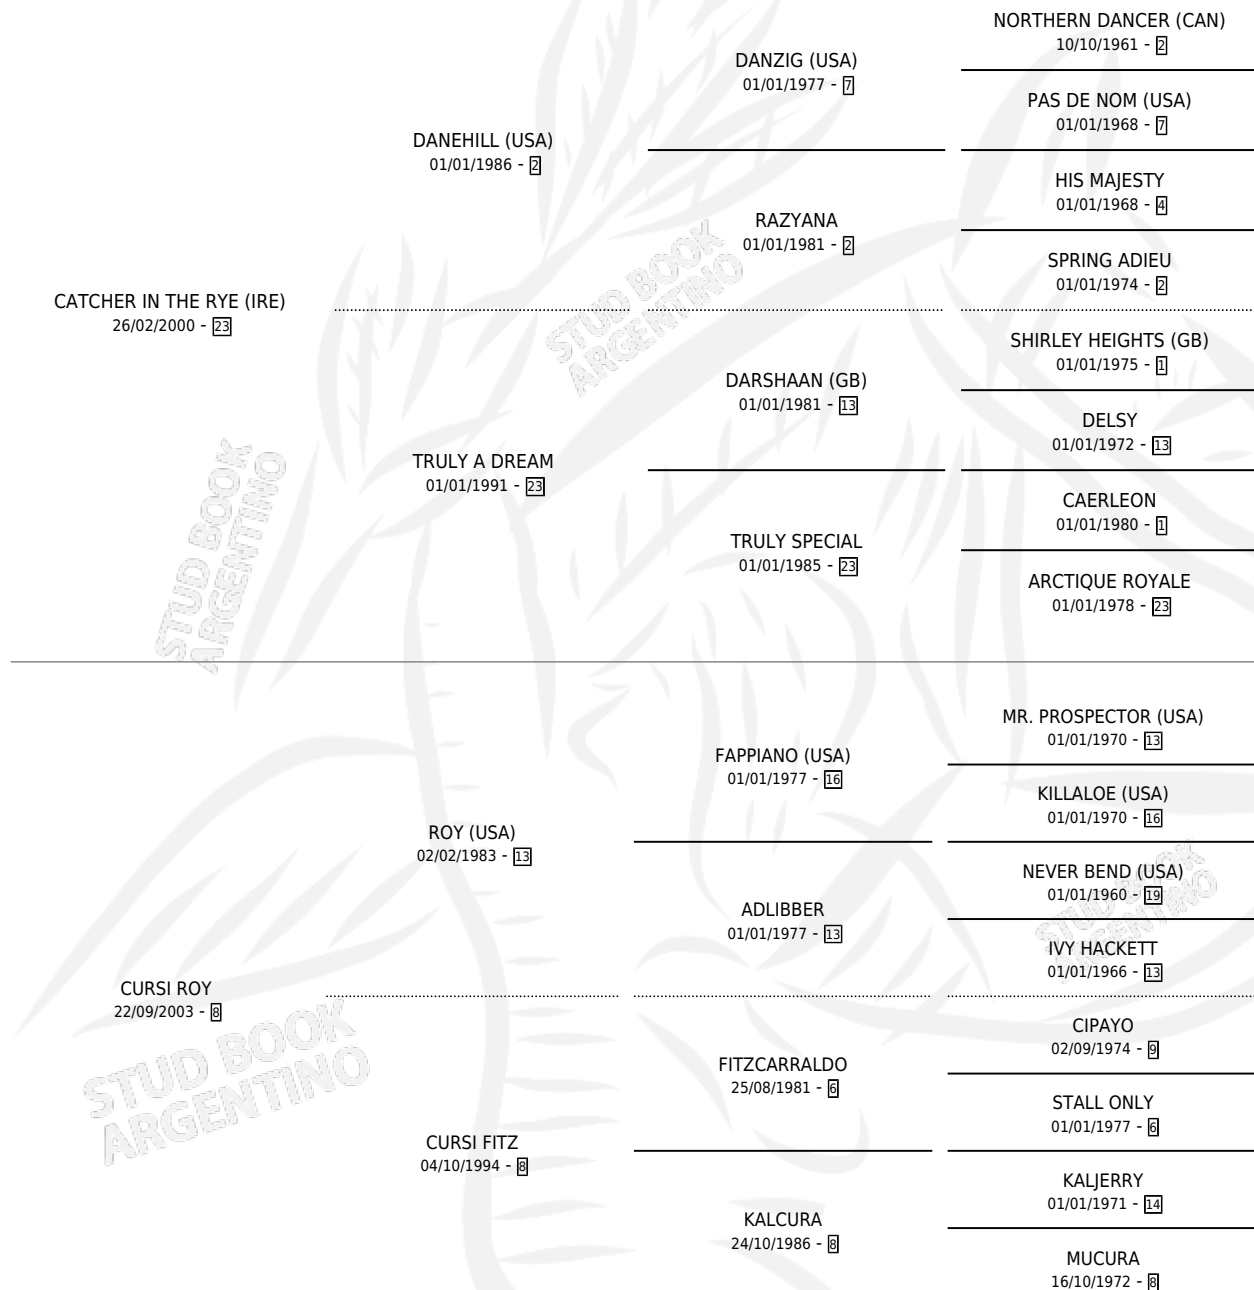 NORTHERN DANCER (CAN)
10/10/1961 - 2
DANZIG (USA)
01/01/1977 - 7
PAS DE NOM (USA)
01/01/1968 - 7
DANEHILL (USA)
01/01/1986 - 2
HIS MAJESTY
01/01/1968 - 4
RAZYANA
01/01/1981 - 2
SPRING ADIEU
01/01/1974 - 2
CATCHER IN THE RYE (IRE)
26/02/2000 - 23
STUD BOOK
ARGENTINO
SHIRLEY HEIGHTS (GB)
01/01/1975 - 1
DARSHAAN (GB)
01/01/1981 - 13
DELSY
01/01/1972 - 13
TRULY A DREAM
01/01/1991 - 23
CAERLEON
01/01/1980 - 1
TRULY SPECIAL
01/01/1985 - 23
ARCTIQUE ROYALE
01/01/1978 - 23
STUD BOOK
ARGENTINO
MR. PROSPECTOR (USA)
01/01/1970 - 13
FAPPIANO (USA)
01/01/1977 - 16
KILLALOE (USA)
01/01/1970 - 16
ROY (USA)
02/02/1983 - 13
NEVER BEND (USA)
01/01/1960 - 19
ADLIBBER
01/01/1977 - 13
STUD BOOK
ARGENTINO
IVY HACKETT
01/01/1966 - 13
CURSI ROY
22/09/2003 - 8
STUD BOOK
ARGENTINO
CIPAYO
02/09/1974 - 9
FITZCARRALDO
25/08/1981 - 6
STALL ONLY
01/01/1977 - 6
CURSI FITZ
04/10/1994 - 8
KALJERRY
01/01/1971 - 14
KALCURA
24/10/1986 - 8
MUCURA
16/10/1972 - 8